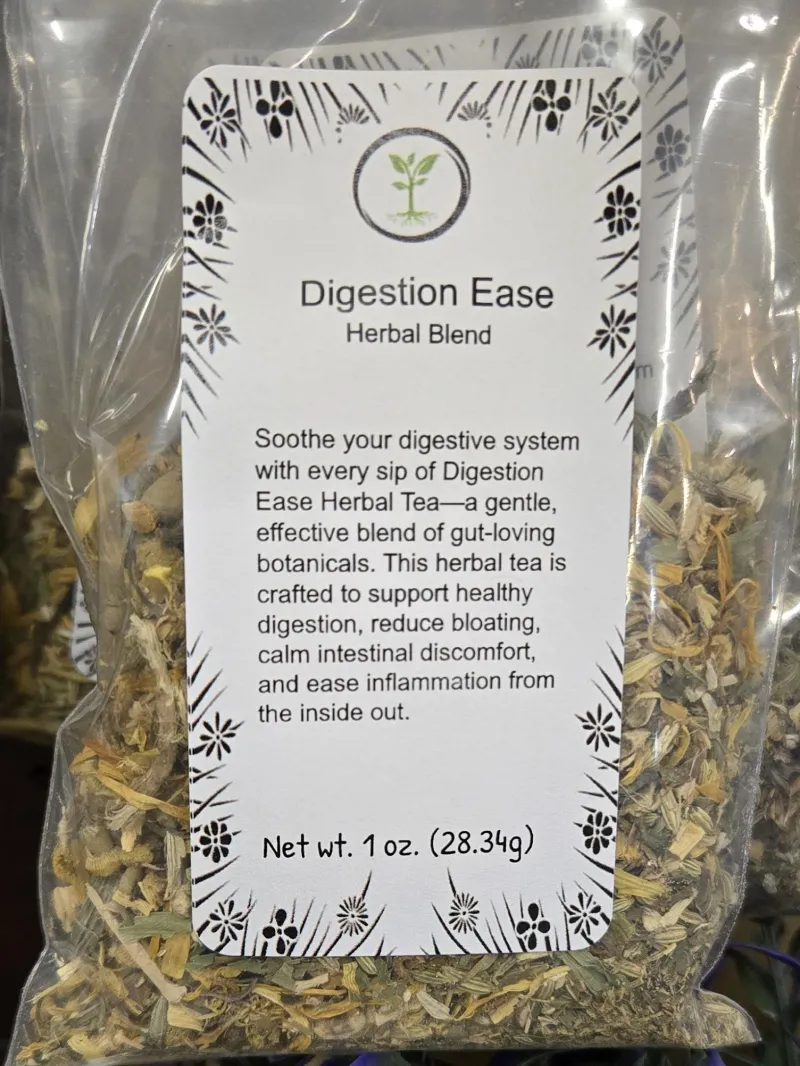 Digestion Ease
Herbal Blend
Soothe your digestive system
with every sip of Digestion
Ease Herbal Tea—a gentle,
effective blend of gut-loving
botanicals. This herbal tea is
crafted to support healthy
digestion, reduce bloating,
calm intestinal discomfort,
and ease inflammation from
the inside out.
Net wt. 1 oz. (28.34g)